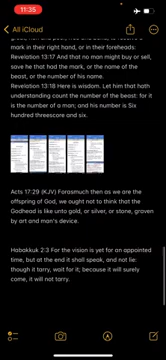 11:35
All iCloud
mark in their right hand, or in their foreheads:
Revelation 13:17 And that no man might buy or sell,
save he that had the mark, or the name of the
beast, or the number of his name.
Revelation 13:18 Here is wisdom. Let him that hath
understanding count the number of the beast: for it
is the number of a man; and his number is Six
hundred threescore and six.
Acts 17:29 (KJV) Forasmuch then as we are the
offspring of God, we ought not to think that the
Godhead is like unto gold, or silver, or stone, graven
by art and man's device.
Habakkuk 2:3 For the vision is yet for an appointed
time, but at the end it shall speak, and not lie:
though it tarry, wait for it; because it will surely
come, it will not tarry.